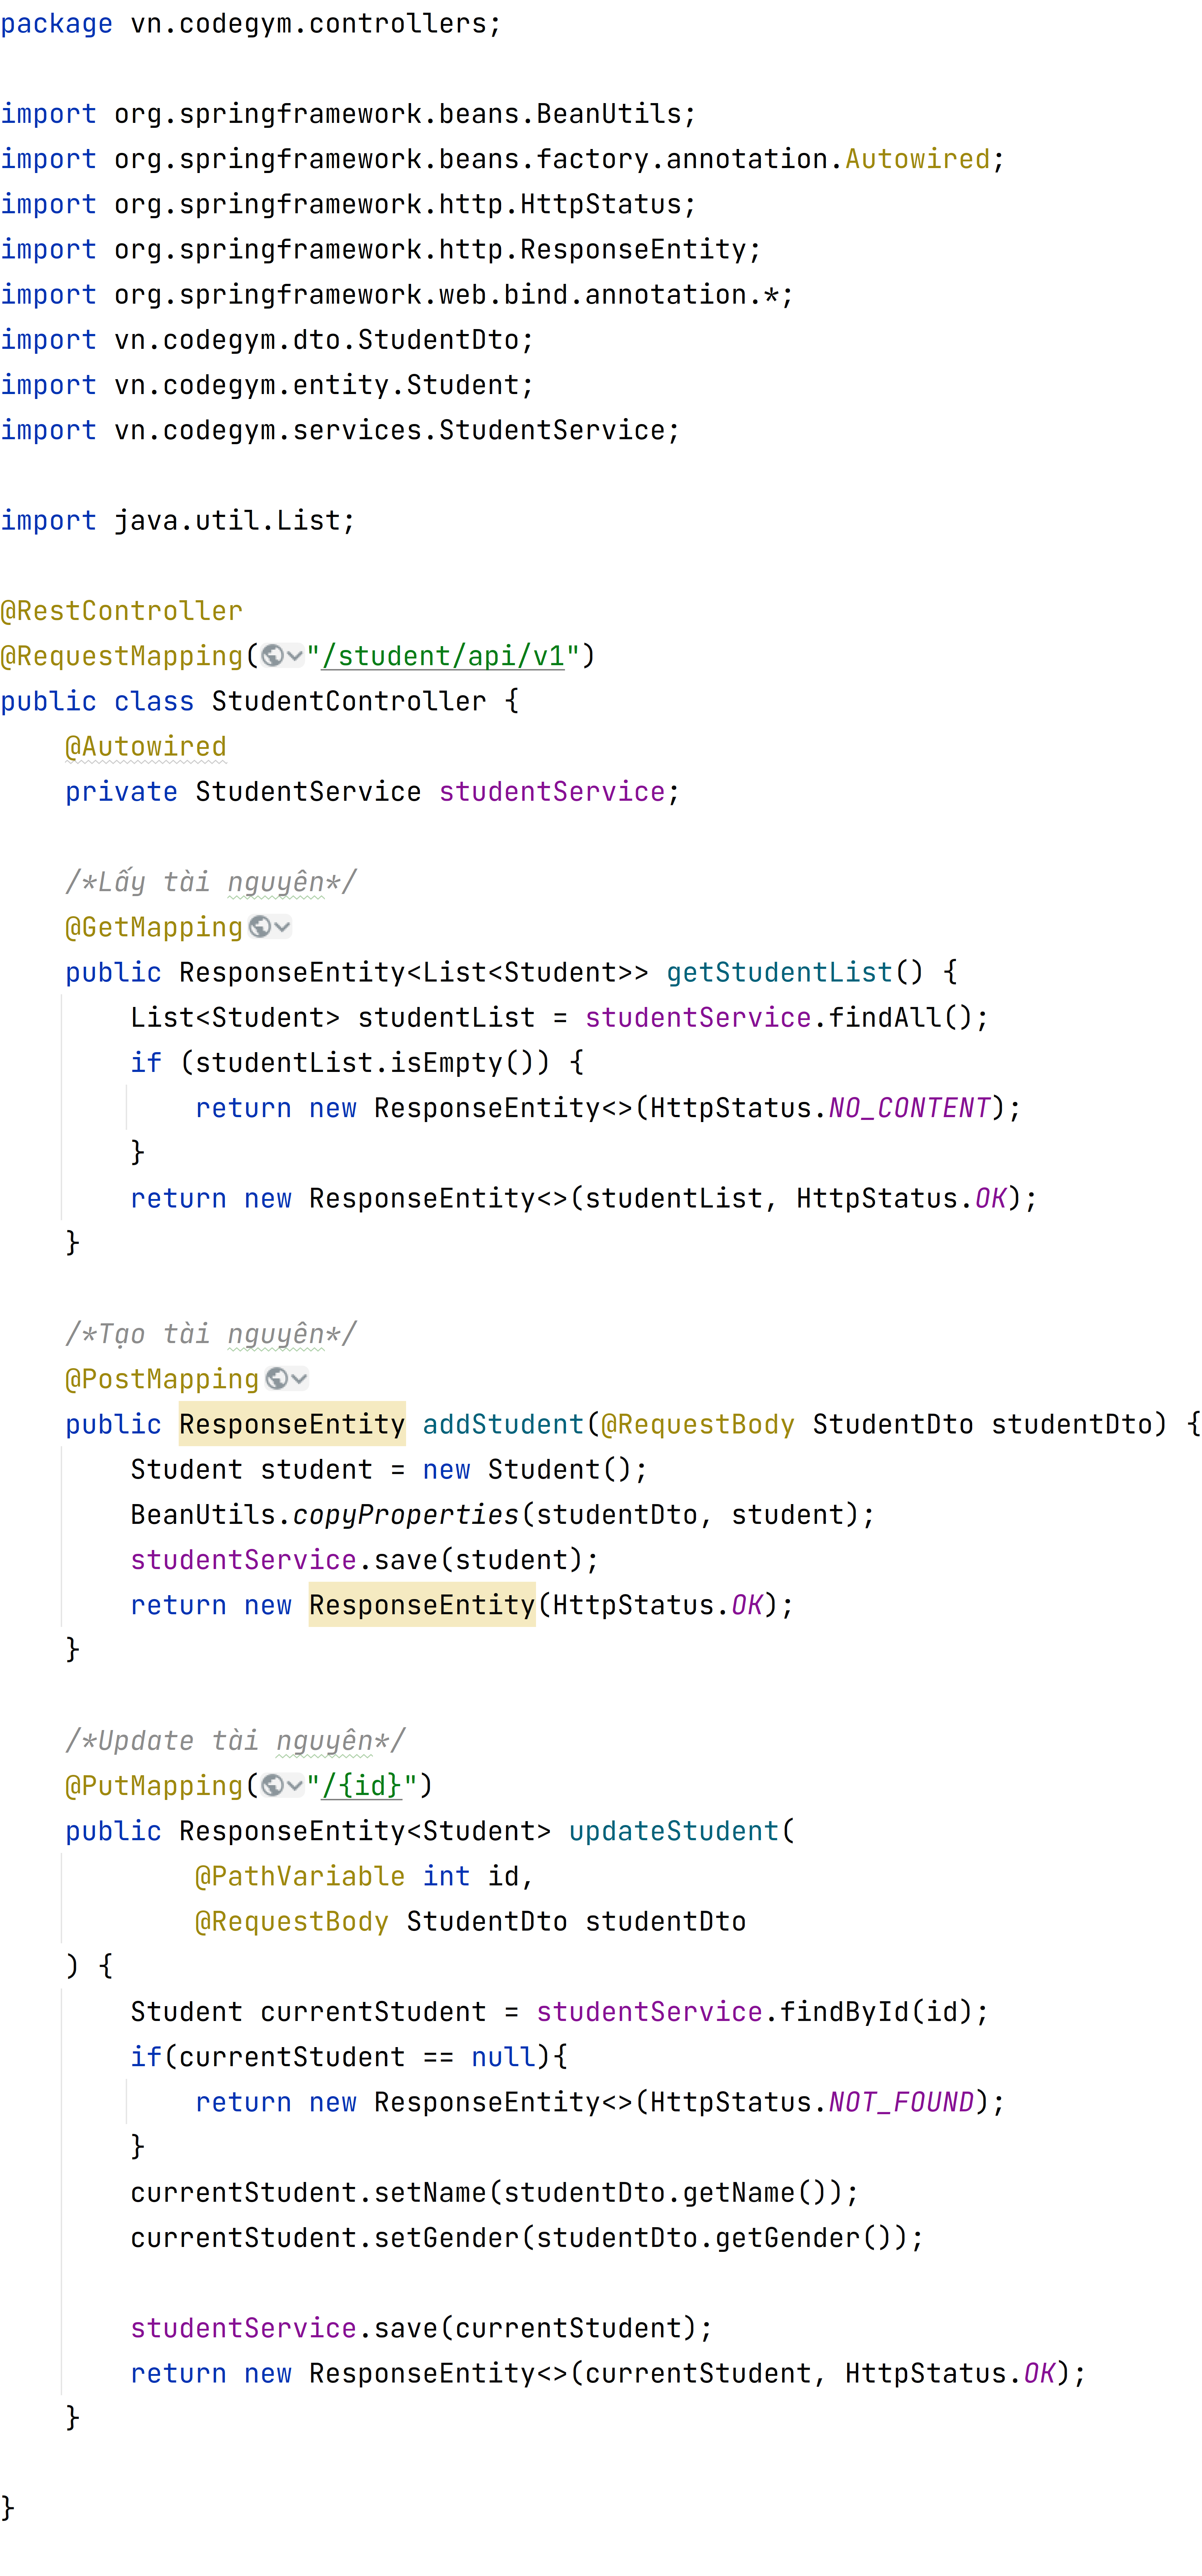 package vn.codegym.controllers;

import org.springframework.beans.BeanUtils;
import org.springframework.beans.factory.annotation.Autowired;
import org.springframework.http.HttpStatus;
import org.springframework.http.ResponseEntity;
import org.springframework.web.bind.annotation.*;
import vn.codegym.dto.StudentDto;
import vn.codegym.entity.Student;
import vn.codegym.services.StudentService;

import java.util.List;

@RestController
@RequestMapping("/student/api/v1")
public class StudentController {
    @Autowired
    private StudentService studentService;

    /*Lấy tài nguyên*/
    @GetMapping
    public ResponseEntity<List<Student>> getStudentList() {
        List<Student> studentList = studentService.findAll();
        if (studentList.isEmpty()) {
            return new ResponseEntity<>(HttpStatus.NO_CONTENT);
        }
        return new ResponseEntity<>(studentList, HttpStatus.OK);
    }

    /*Tạo tài nguyên*/
    @PostMapping
    public ResponseEntity addStudent(@RequestBody StudentDto studentDto) {
        Student student = new Student();
        BeanUtils.copyProperties(studentDto, student);
        studentService.save(student);
        return new ResponseEntity(HttpStatus.OK);
    }

    /*Update tài nguyên*/
    @PutMapping("/{id}")
    public ResponseEntity<Student> updateStudent(
            @PathVariable int id,
            @RequestBody StudentDto studentDto
    ) {
        Student currentStudent = studentService.findById(id);
        if(currentStudent == null){
            return new ResponseEntity<>(HttpStatus.NOT_FOUND);
        }
        currentStudent.setName(studentDto.getName());
        currentStudent.setGender(studentDto.getGender());

        studentService.save(currentStudent);
        return new ResponseEntity<>(currentStudent, HttpStatus.OK);
    }

}